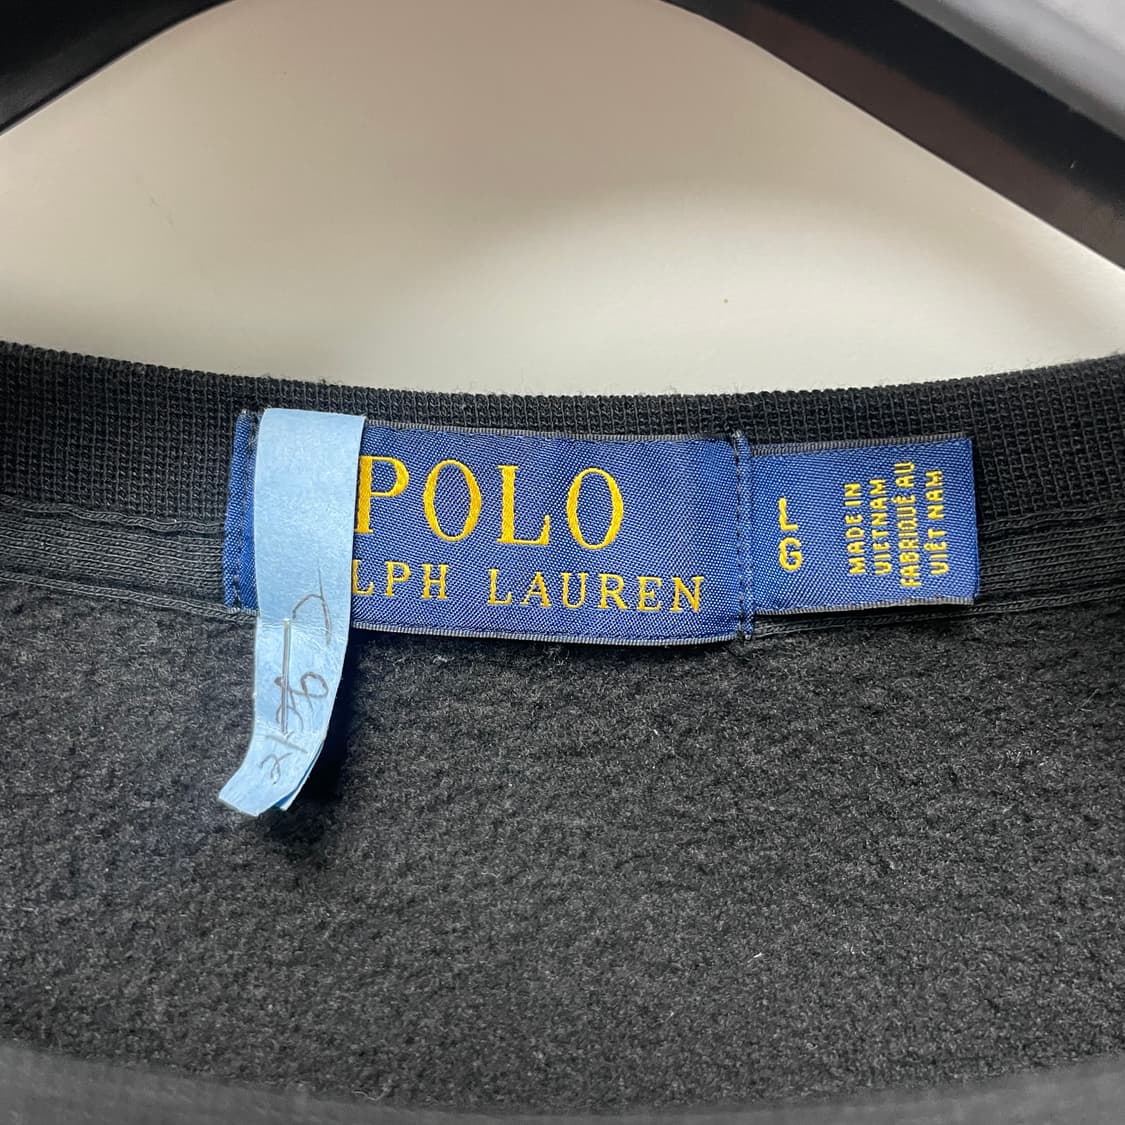 POLO
LPH LAUREN
L
G
MADE IN
VIETNAM
FABRIQUÉ AU
VIÊT NAM